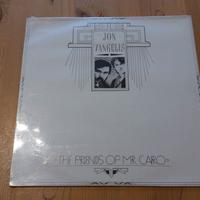 JON
VANGELIS
THE FRIENDS OF MR. CAIRO